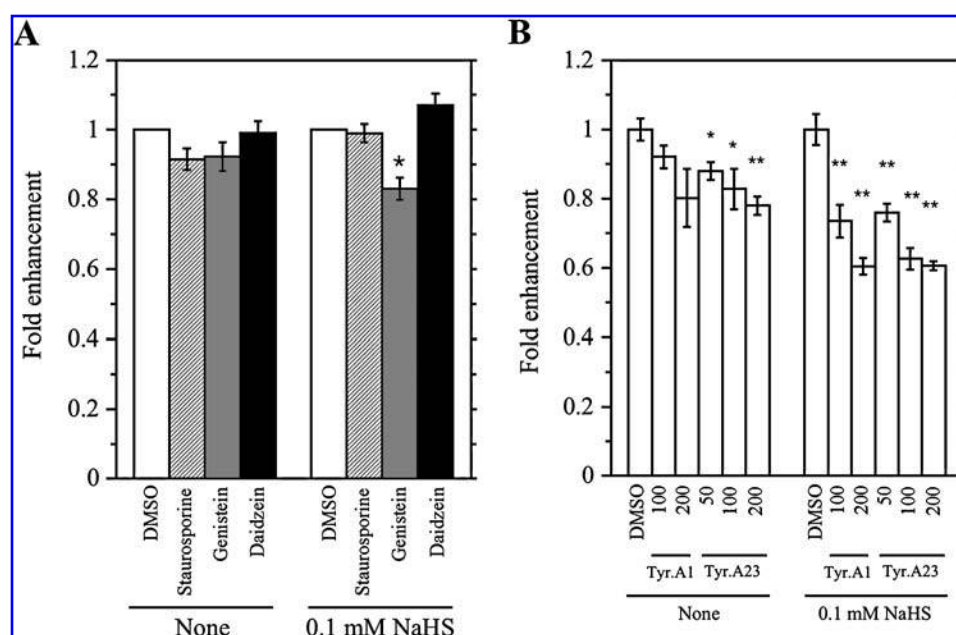 A
Fold enhancement
1.2
1
0.8
0.6
0.4
0.2
0
*
DMSO
Staurosporine
Genistein
Daidzein
DMSO
Staurosporine
Genistein
Daidzein
None
0.1 mM NaHS
B
Fold enhancement
1.2
1
0.8
0.6
0.4
0.2
0
*
*
**
**
**
**
**
**
DMSO
100
200
50
100
200
DMSO
100
200
50
100
200
Tyr.A1
Tyr.A23
Tyr.A1
Tyr.A23
None
0.1 mM NaHS